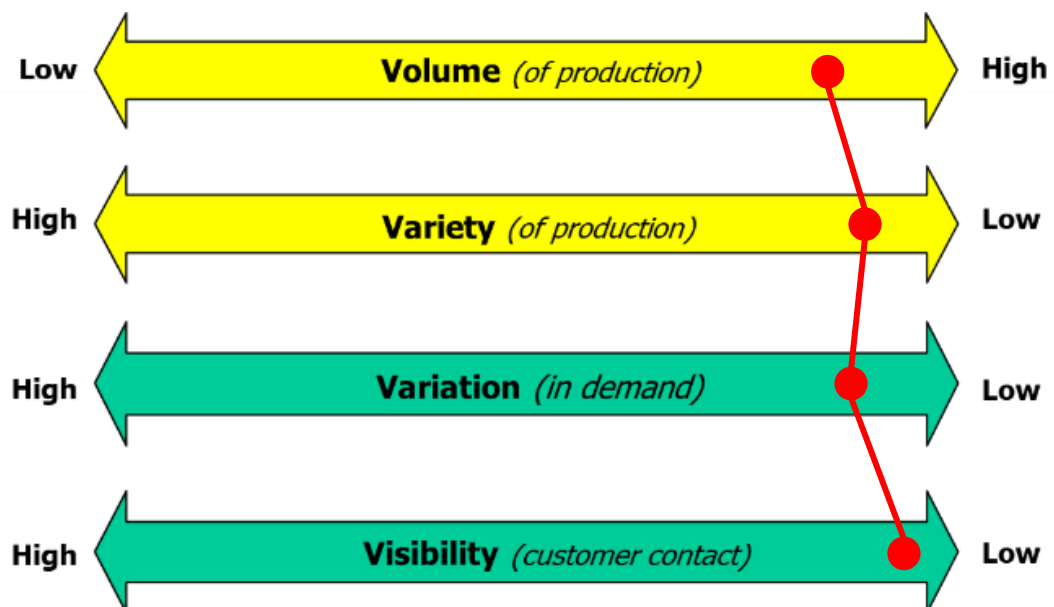 Low Volume (of production) High
High Variety (of production) Low
High Variation (in demand) Low
High Visibility (customer contact) Low